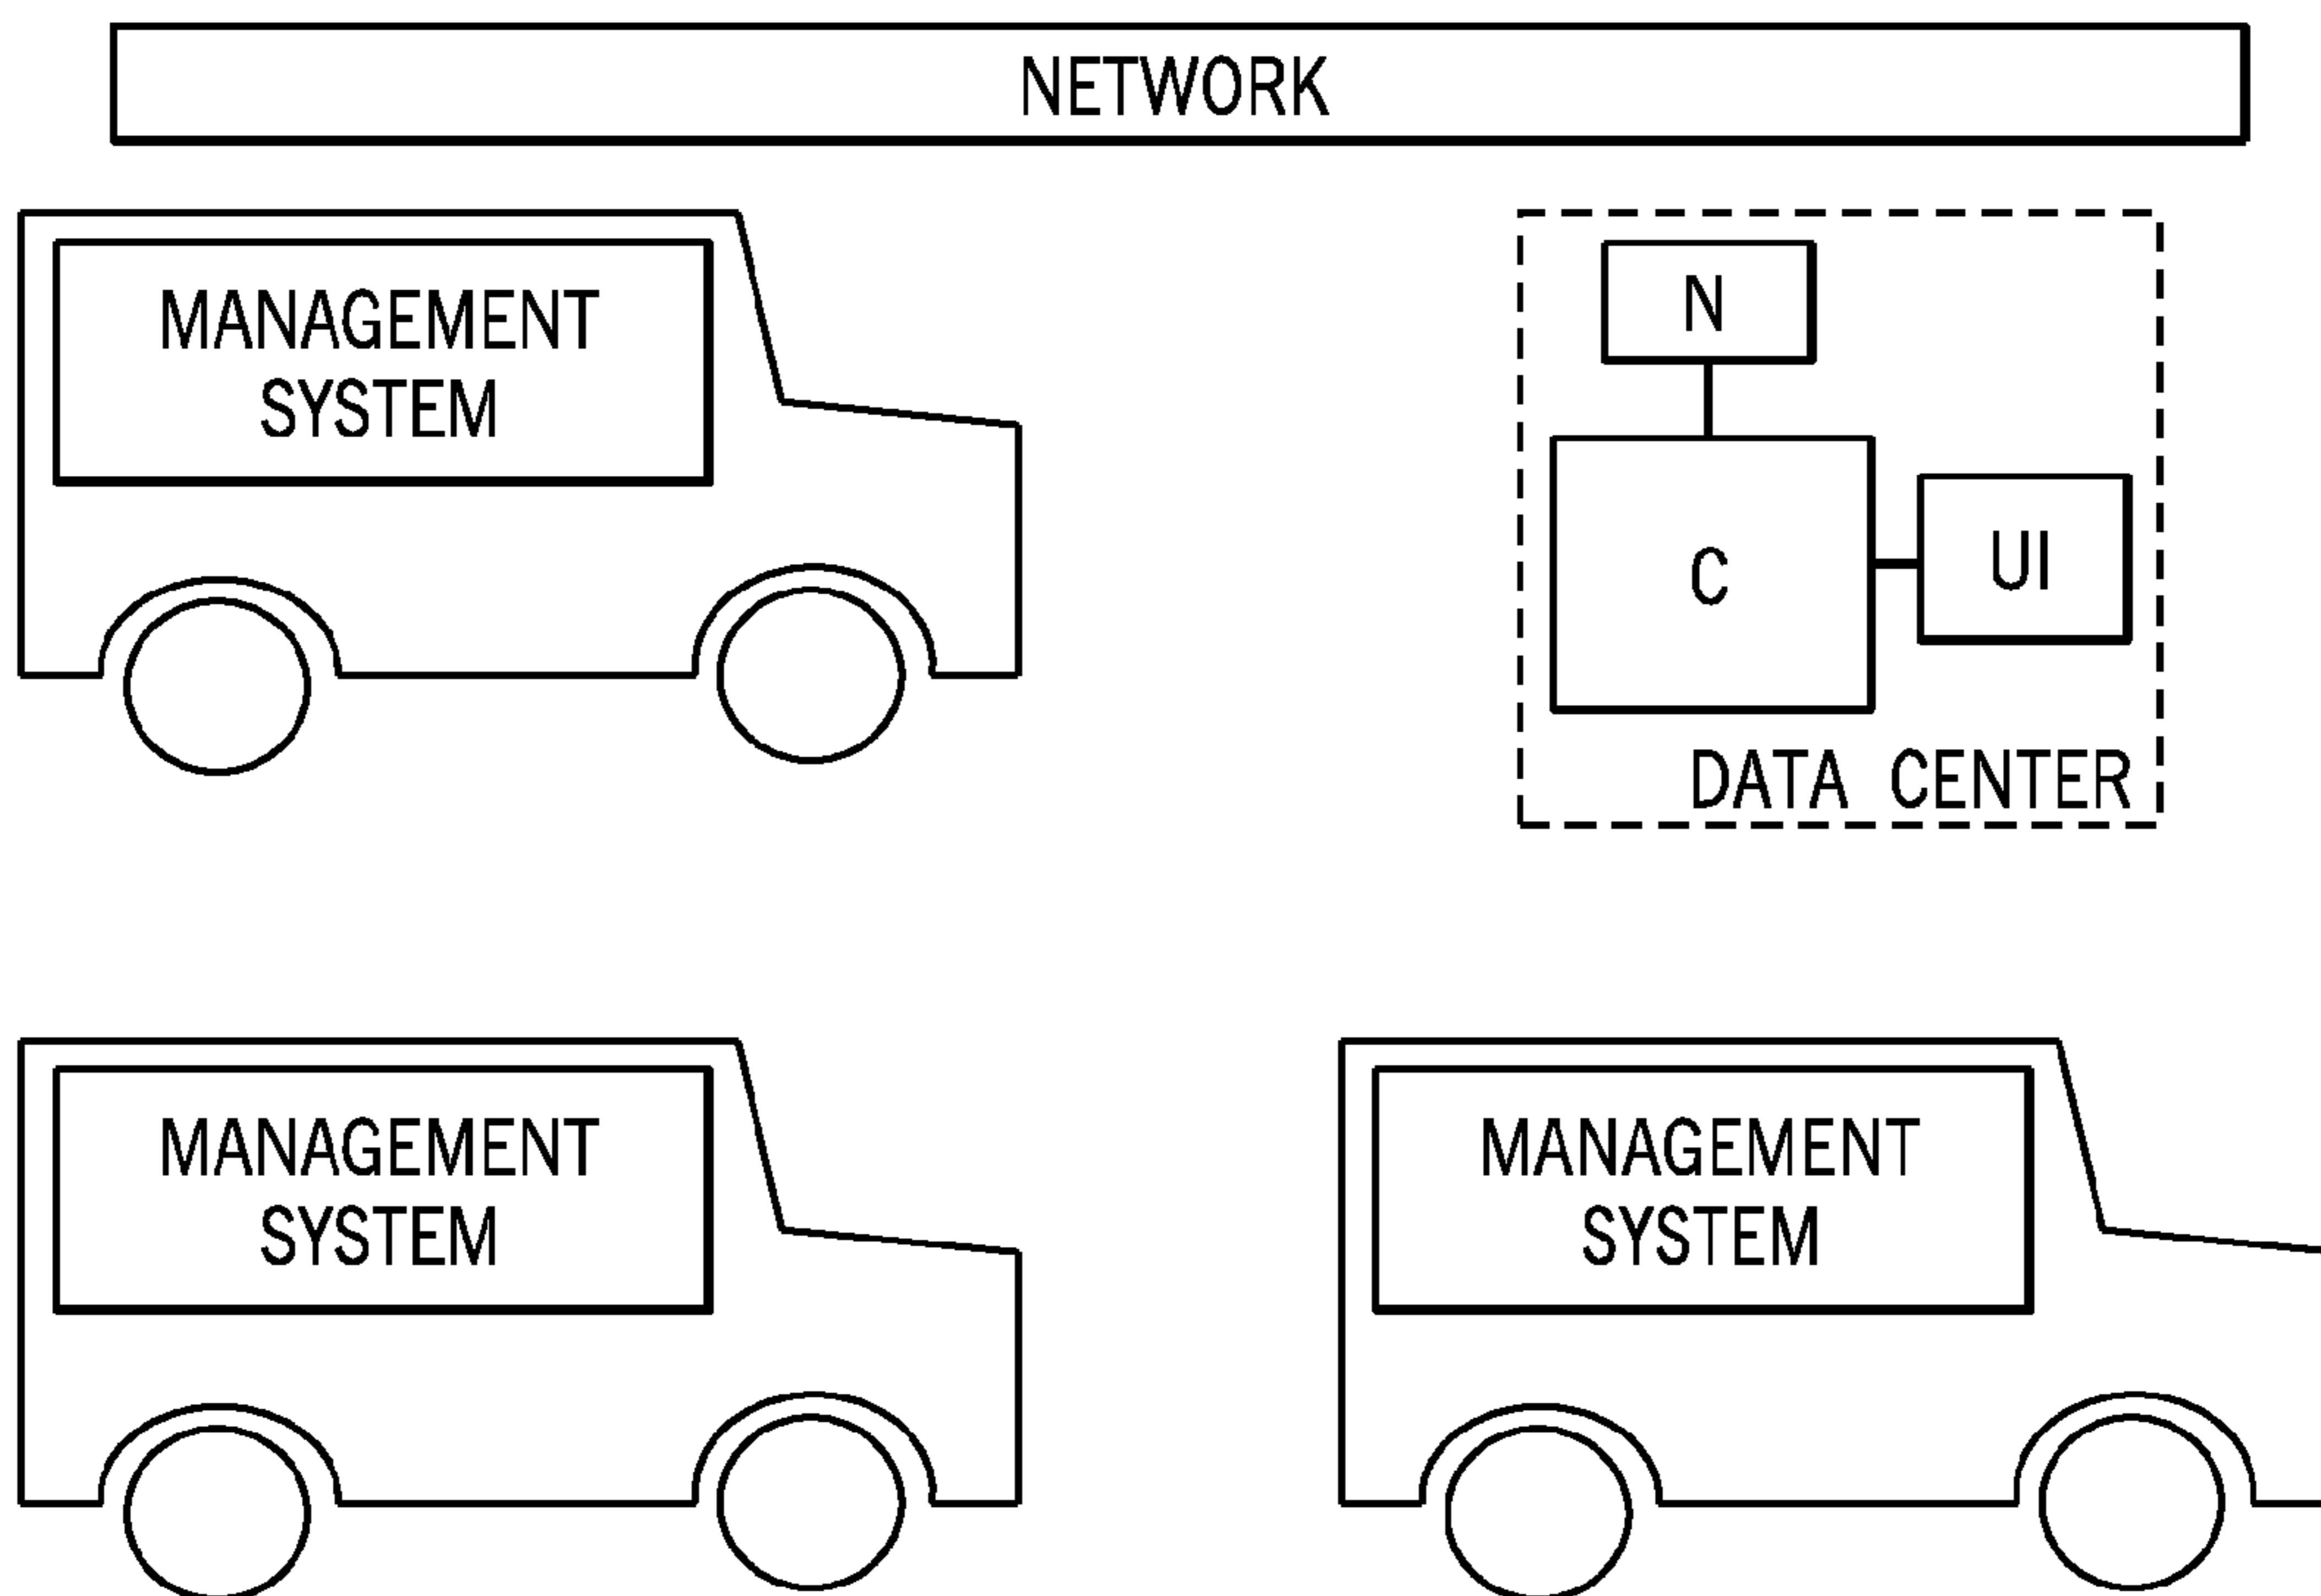 NETWORK
MANAGEMENT
SYSTEM
N
C
UI
DATA CENTER
MANAGEMENT
SYSTEM
MANAGEMENT
SYSTEM